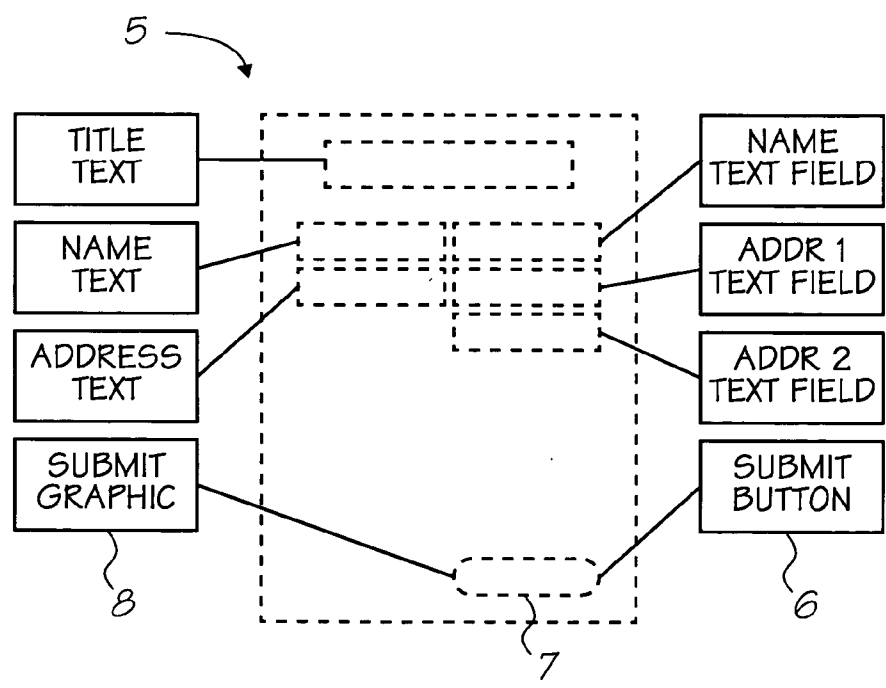 5
TITLE
TEXT
NAME
TEXT
ADDRESS
TEXT
SUBMIT
GRAPHIC
8
NAME
TEXT FIELD
ADDR 1
TEXT FIELD
ADDR 2
TEXT FIELD
SUBMIT
BUTTON
6
7